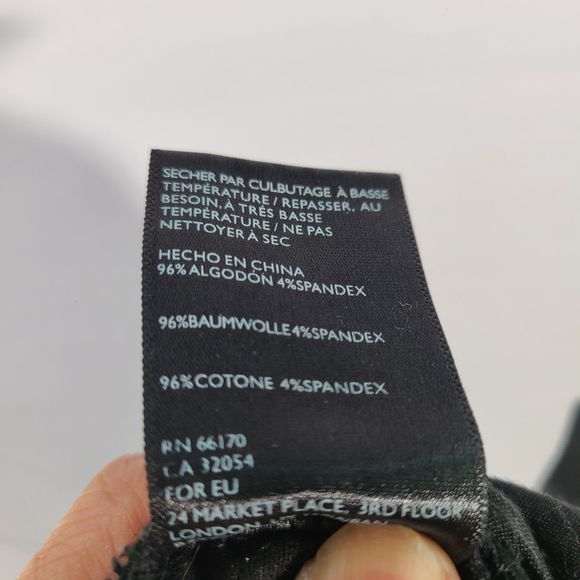 SECHER PAR CULBUTAGE À BASSE
TEMPÉRATURE / REPASSER, AU
BESOIN, À TRÈS BASSE
TEMPÉRATURE / NE PAS
NETTOYER À SEC
HECHO EN CHINA
96% ALGODÓN 4%SPANDEX
96%BAUMWOLLE4%SPANDEX
96%COTONE 4%SPANDEX
RN 66170
CA 32054
FOR EU
24 MARKET PLACE, 3RD FLOOR
LONDON